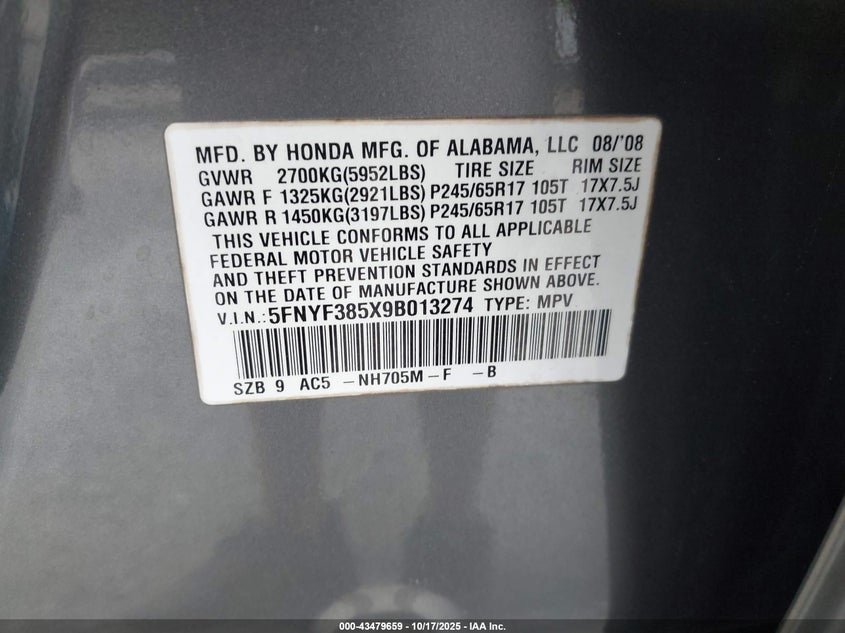 MFD. BY HONDA MFG. OF ALABAMA, LLC 08/'08
GVWR 2700KG(5952LBS) TIRE SIZE RIM SIZE
GAWR F 1325KG(2921LBS) P245/65R17 105T 17X7.5J
GAWR R 1450KG(3197LBS) P245/65R17 105T 17X7.5J
THIS VEHICLE CONFORMS TO ALL APPLICABLE
FEDERAL MOTOR VEHICLE SAFETY
AND THEFT PREVENTION STANDARDS IN EFFECT
ON THE DATE OF MANUFACTURE SHOWN ABOVE.
V.I.N.:5FNYF385X9B013274 TYPE: MPV
SZB 9 AC5 -NH705M-F -B
000-43479659 | 10/17/2025 - IAA Inc.